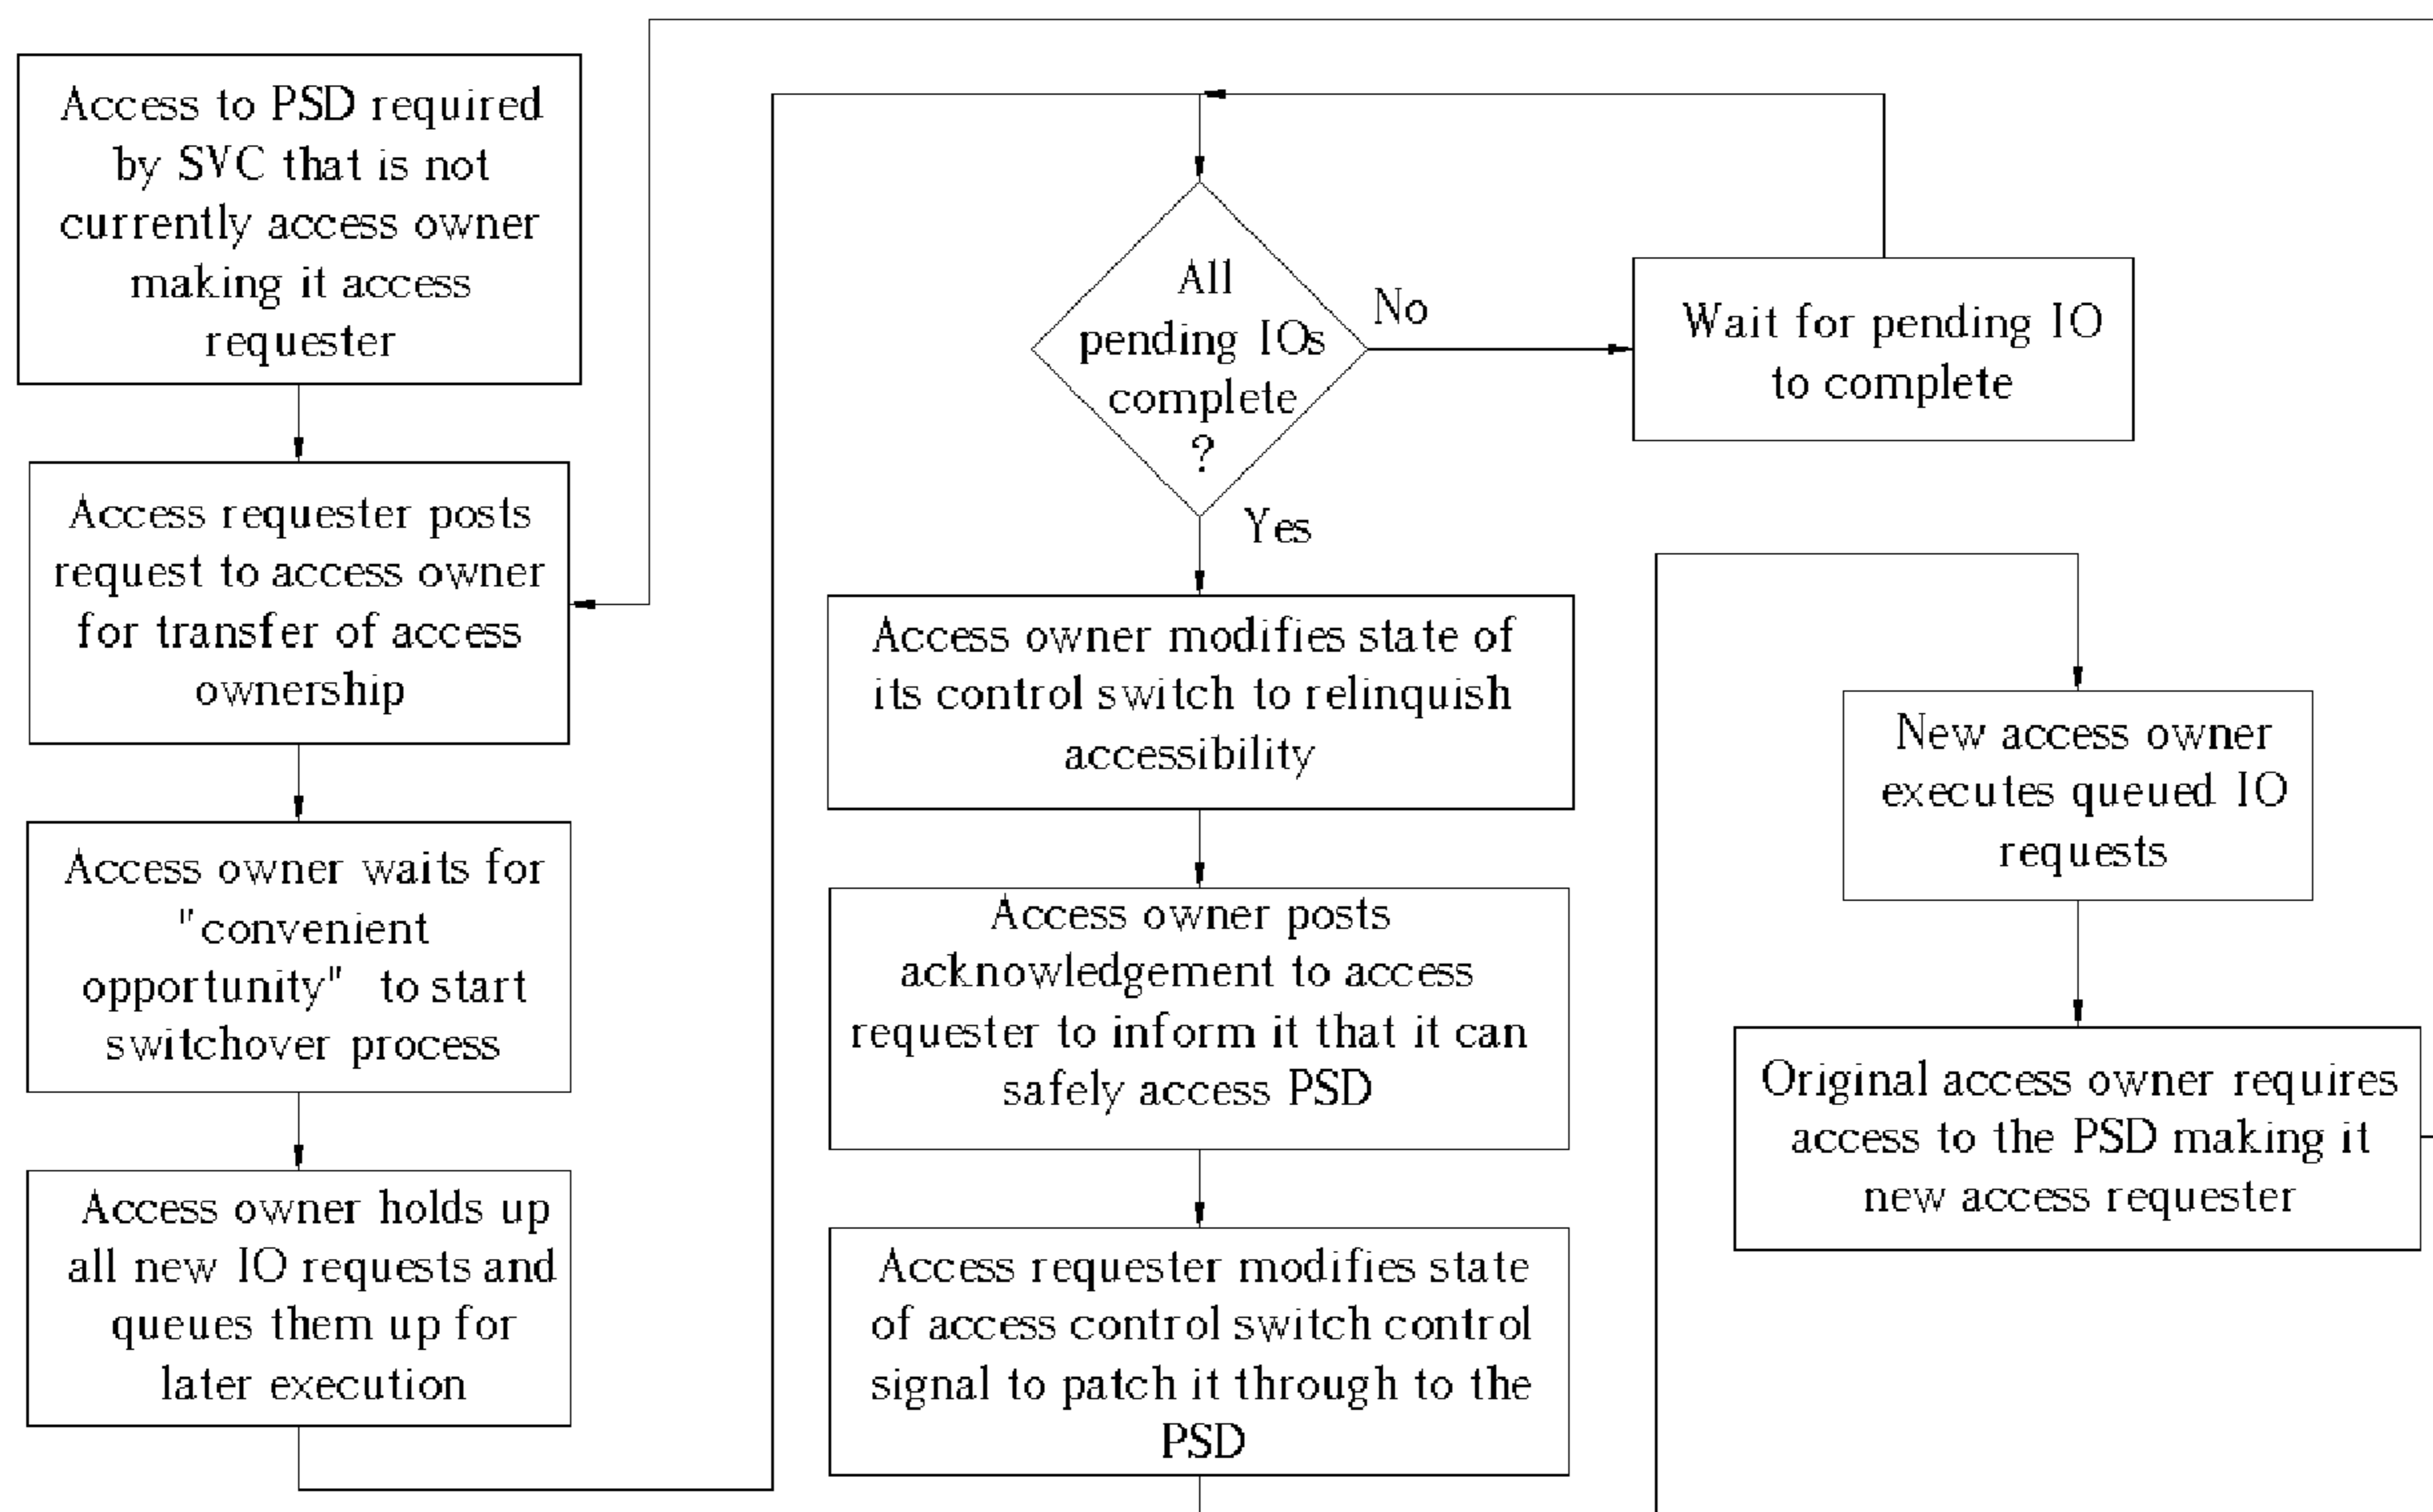 Access to PSD required
by SVC that is not
currently access owner
making it access
requester
Access requester posts
request to access owner
for transfer of access
ownership
Access owner waits for
"convenient
opportunity" to start
switchover process
Access owner holds up
all new IO requests and
queues them up for
later execution
All
pending IOs
complete
?
No
Wait for pending IO
to complete
Yes
Access owner modifies state of
its control switch to relinquish
accessibility
Access owner posts
acknowledgement to access
requester to inform it that it can
safely access PSD
Access requester modifies state
of access control switch control
signal to patch it through to the
PSD
New access owner
executes queued IO
requests
Original access owner requires
access to the PSD making it
new access requester